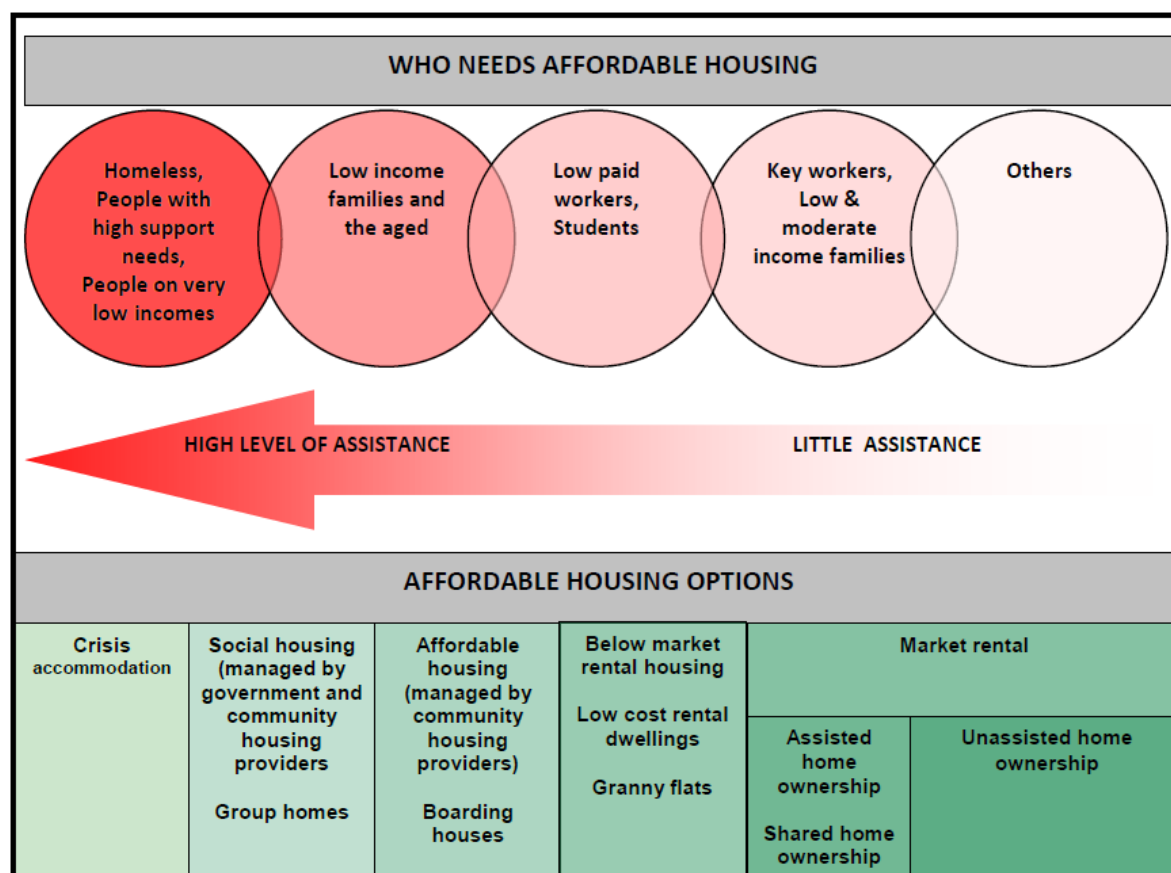 WHO NEEDS AFFORDABLE HOUSING
Homeless,
People with
high support
needs,
People on very
low incomes
Low income
families and
the aged
Low paid
workers,
Students
Key workers,
Low &
moderate
income families
Others
HIGH LEVEL OF ASSISTANCE
LITTLE ASSISTANCE
AFFORDABLE HOUSING OPTIONS
Crisis
accommodation
Social housing
(managed by
government and
community
housing
providers
Group homes
Affordable
housing
(managed by
community
housing
providers)
Boarding
houses
Below market
rental housing
Low cost rental
dwellings
Granny flats
Market rental
Assisted
home
ownership
Shared home
ownership
Unassisted home
ownership